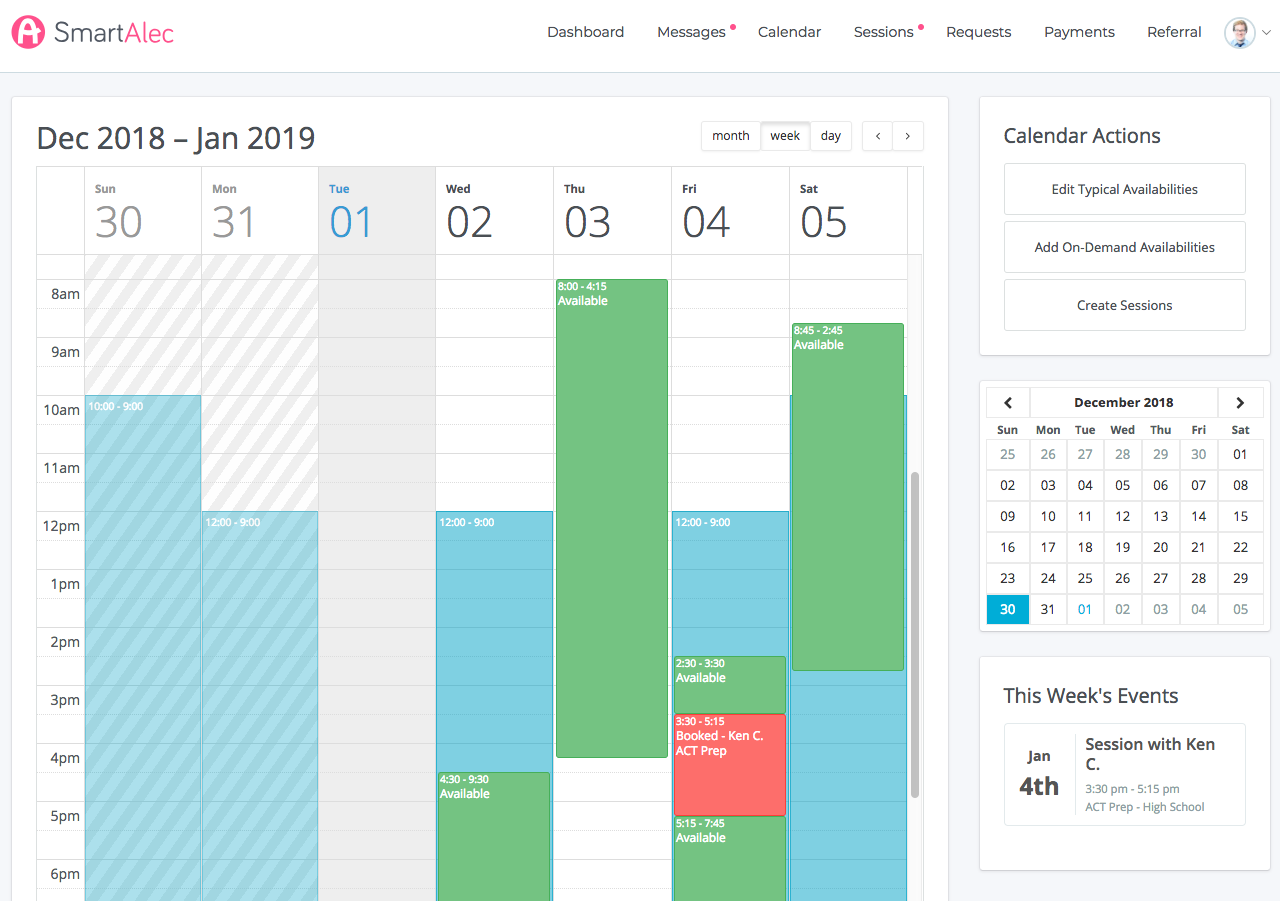 SmartAlec
Dashboard
Messages
Calendar
Sessions
Requests
Payments
Referral
Dec 2018 – Jan 2019
month
week
day
Sun
30
Mon
31
Tue
01
Wed
02
Thu
03
Fri
04
Sat
05
8am
9am
10am
11am
12pm
1pm
2pm
3pm
4pm
5pm
6pm
10:00 - 9:00
12:00 - 9:00
12:00 - 9:00
4:30 - 9:30
Available
8:00 - 4:15
Available
12:00 - 9:00
2:30 - 3:30
Available
3:30 - 5:15
Booked - Ken C.
ACT Prep
5:15 - 7:45
Available
8:45 - 2:45
Available
Calendar Actions
Edit Typical Availabilities
Add On-Demand Availabilities
Create Sessions
December 2018
Sun Mon Tue Wed Thu Fri Sat
25 26 27 28 29 30 01
02 03 04 05 06 07 08
09 10 11 12 13 14 15
16 17 18 19 20 21 22
23 24 25 26 27 28 29
30 31 01 02 03 04 05
This Week's Events
Jan
4th
Session with Ken
C.
3:30 pm - 5:15 pm
ACT Prep - High School